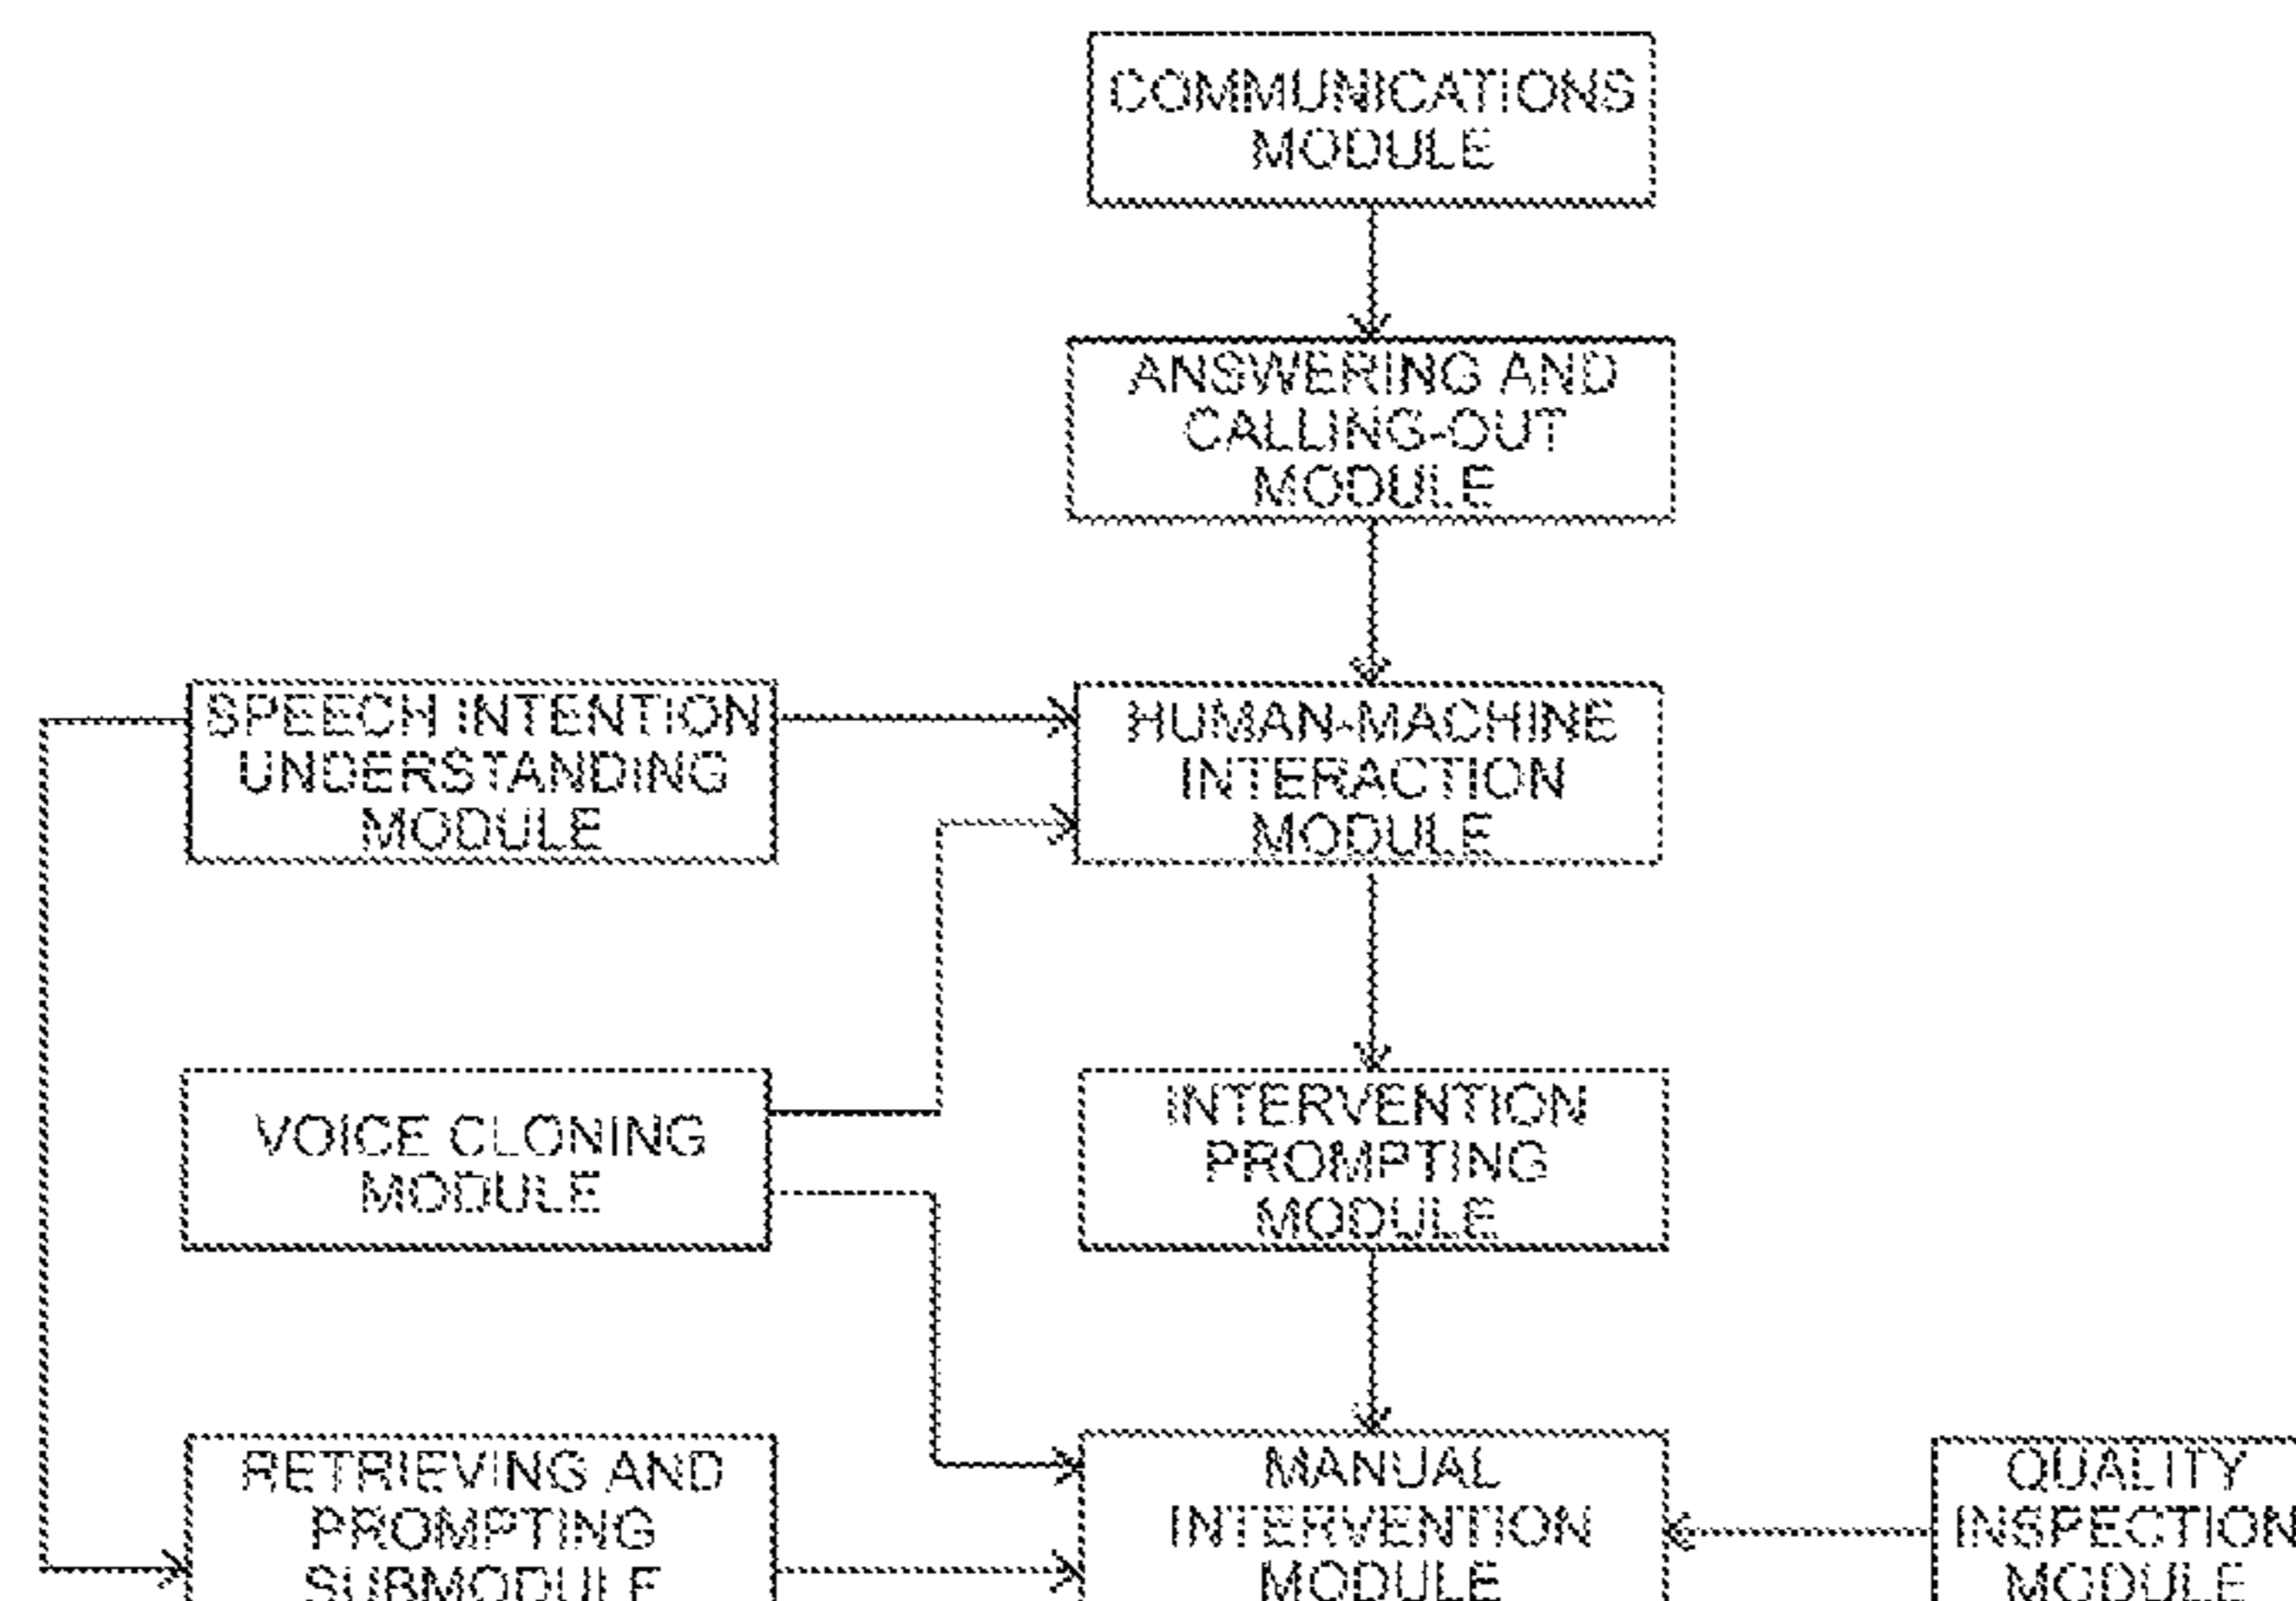 COMMUNICATIONS
MODULE
ANSWERING AND
CALLING-OUT
MODULE
SPEECH INTENTION
UNDERSTANDING
MODULE
HUMAN-MACHINE
INTERACTION
MODULE
VOICE CLONING
MODULE
INTERVENTION
PROMPTING
MODULE
RETRIEVING AND
PROMPTING
SUBMODULE
MANUAL
INTERVENTION
MODULE
QUALITY
INSPECTION
MODULE